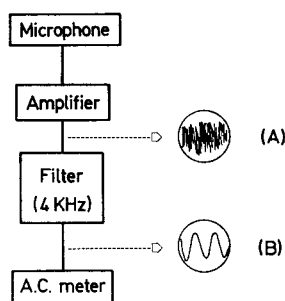 Microphone
Amplifier
(A)
Filter
(4 KHz)
(B)
A.C. meter